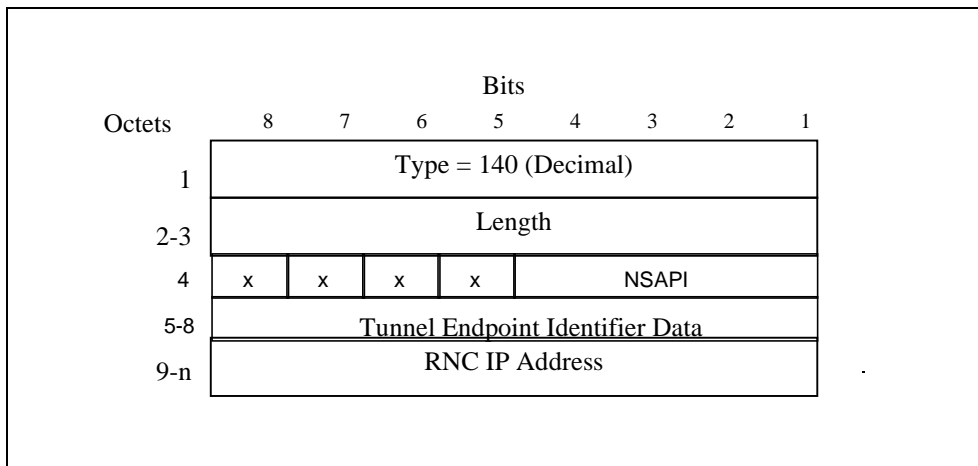 Bits
Octets 8 7 6 5 4 3 2 1
1 Type = 140 (Decimal)
2-3 Length
4 x x x x NSAPI
5-8 Tunnel Endpoint Identifier Data
9-n RNC IP Address .